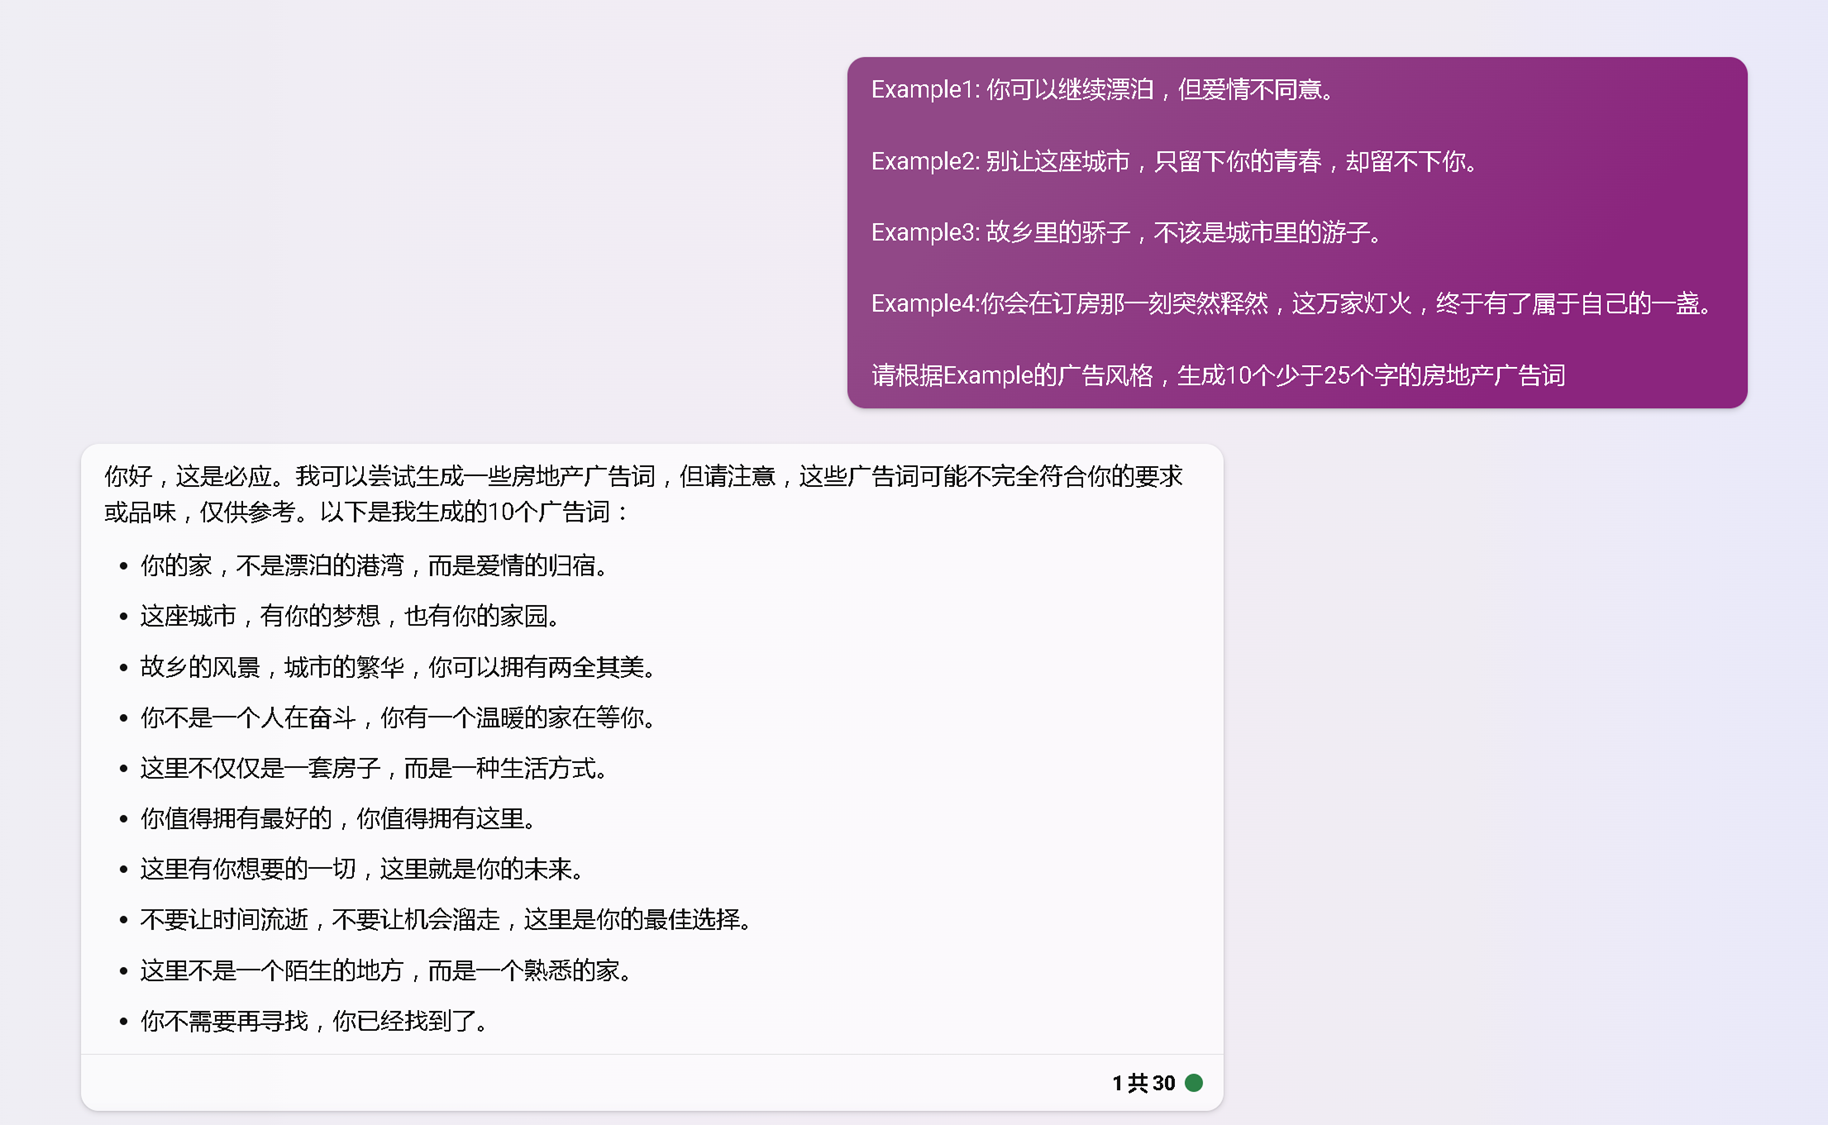 Example1: 你可以继续漂泊，但爱情不同意。
Example2: 别让这座城市，只留下你的青春，却留不下你。
Example3: 故乡里的骄子，不该是城市里的游子。
Example4:你会在订房那一刻突然释然，这万家灯火，终于有了属于自己的一盏。
请根据Example的广告风格，生成10个少于25个字的房地产广告词
你好，这是必应。我可以尝试生成一些房地产广告词，但请注意，这些广告词可能不完全符合你的要求
或品味，仅供参考。以下是我生成的10个广告词：
• 你的家，不是漂泊的港湾，而是爱情的归宿。
• 这座城市，有你的梦想，也有你的家园。
• 故乡的风景，城市的繁华，你可以拥有两全其美。
• 你不是一个人在奋斗，你有一个温暖的家在等你。
• 这里不仅仅是一套房子，而是一种生活方式。
• 你值得拥有最好的，你值得拥有这里。
• 这里有你想要的一切，这里就是你的未来。
• 不要让时间流逝，不要让机会溜走，这里是你的最佳选择。
• 这里不是一个陌生的地方，而是一个熟悉的家。
• 你不需要再寻找，你已经找到了。
1 共 30